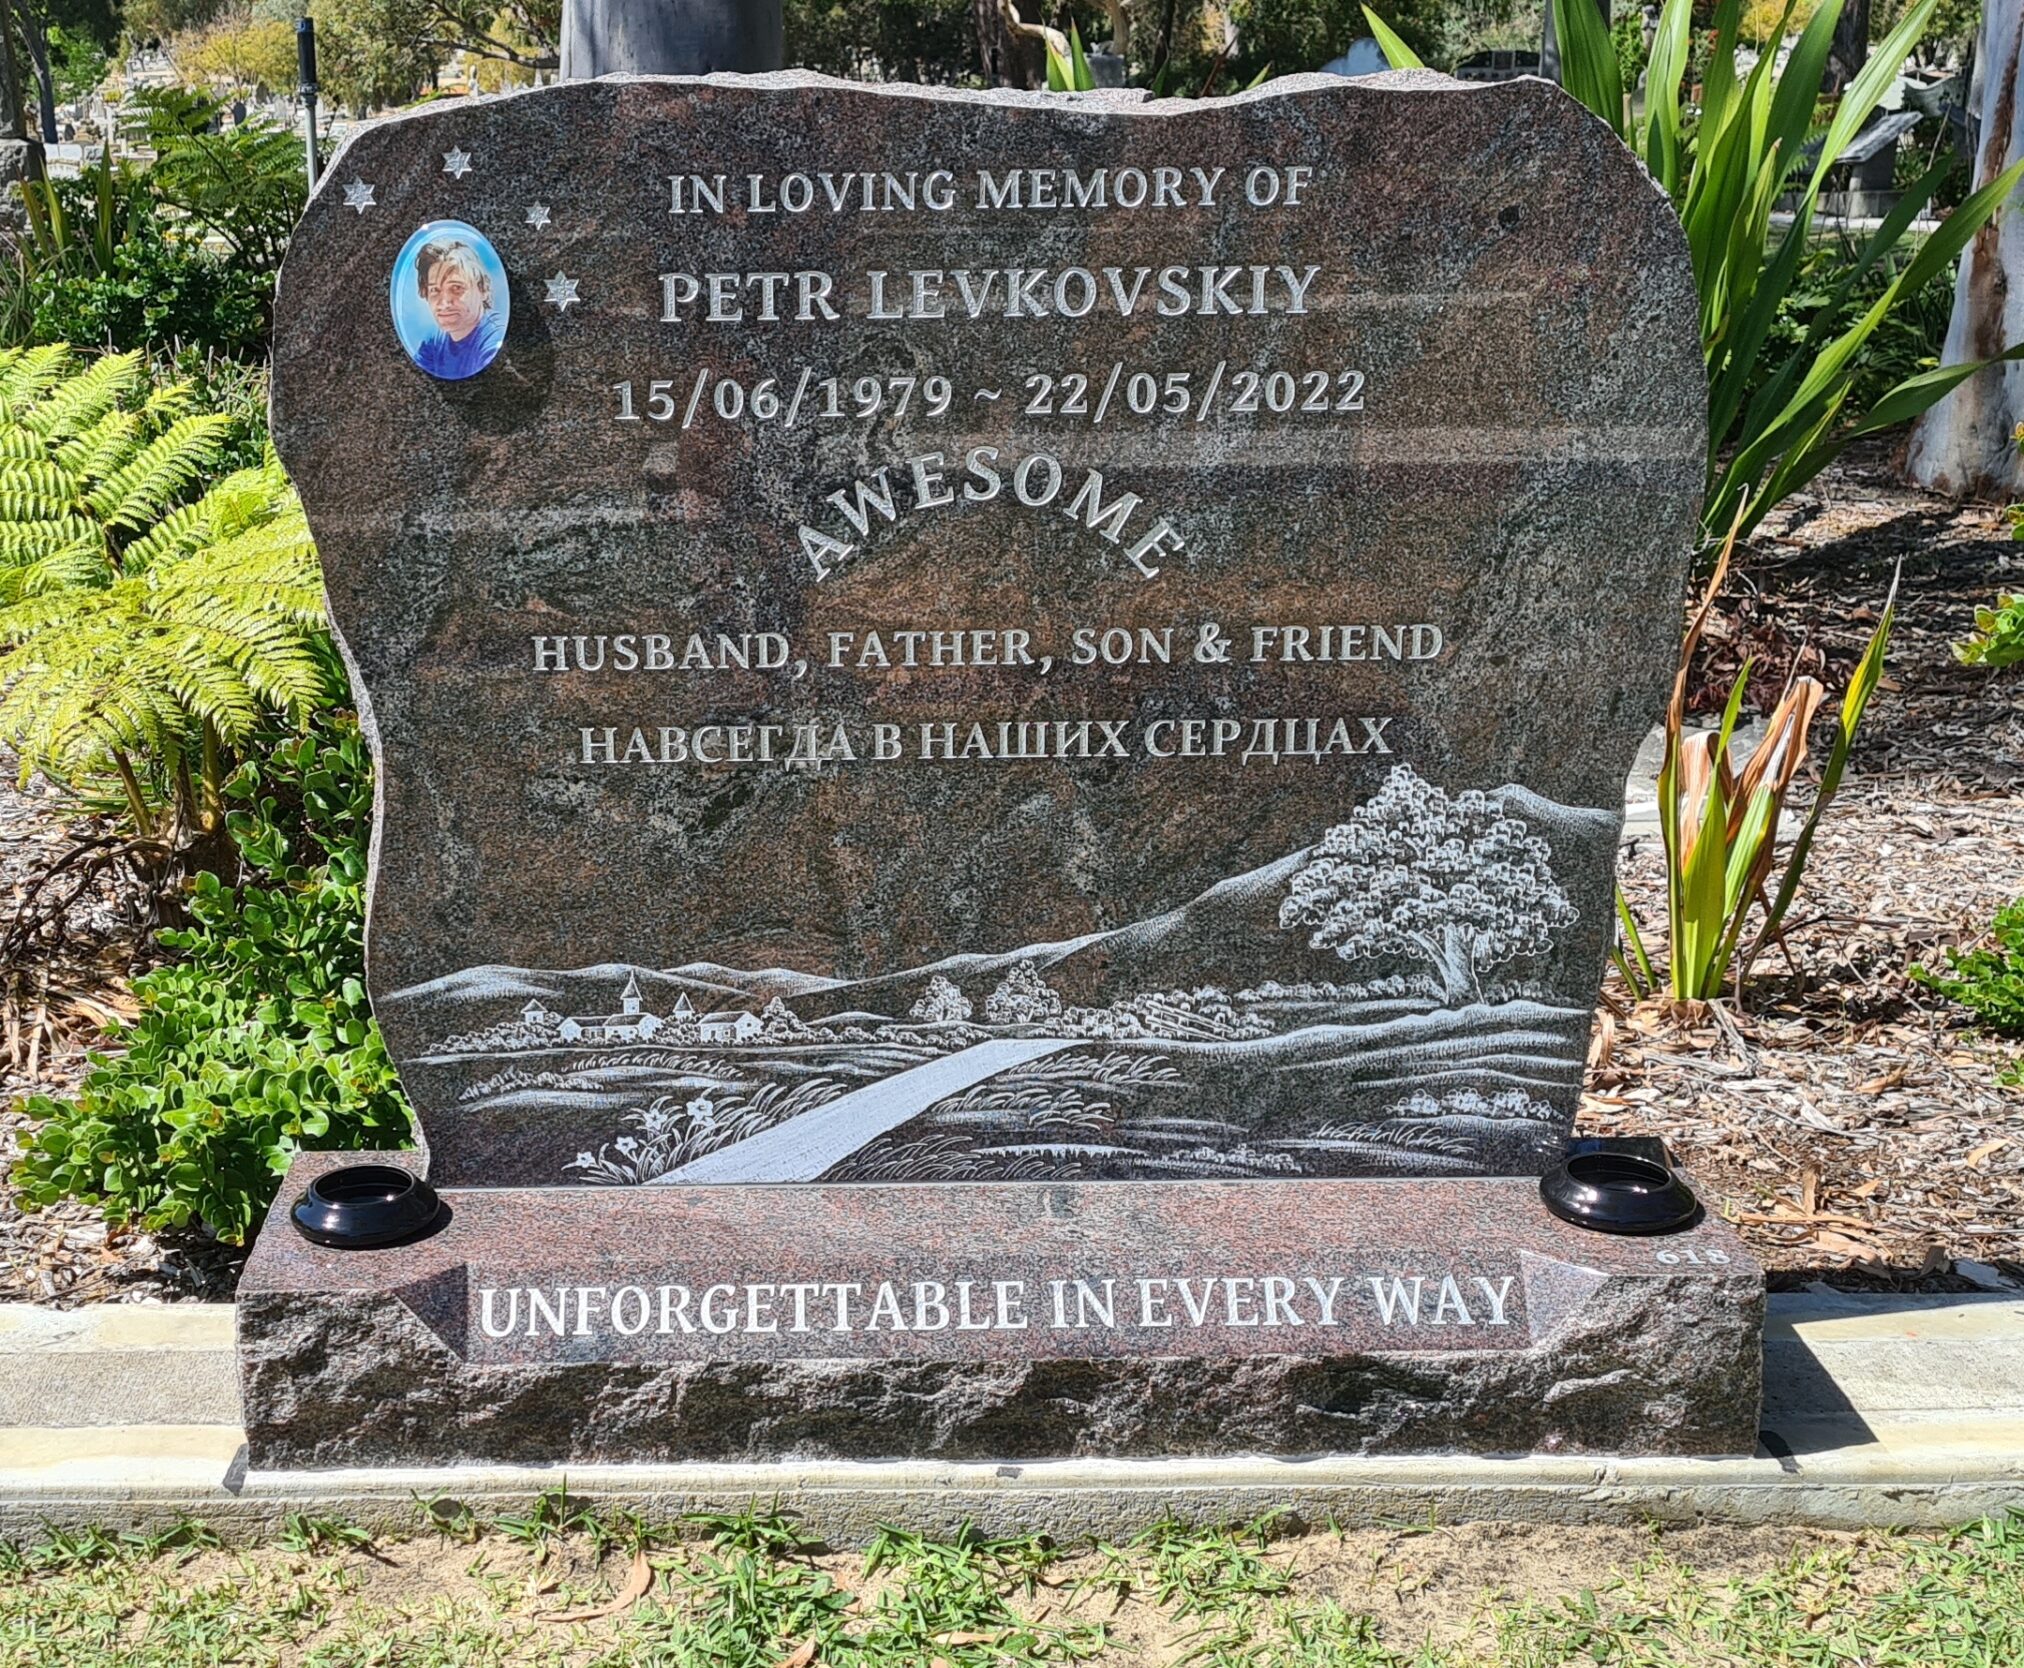 IN LOVING MEMORY OF
PETR LEVKOVSKIY
15/06/1979 ~ 22/05/2022
AWESOME
HUSBAND, FATHER, SON & FRIEND
НАВСЕГДА В НАШИХ СЕРДЦАХ
618
UNFORGETTABLE IN EVERY WAY